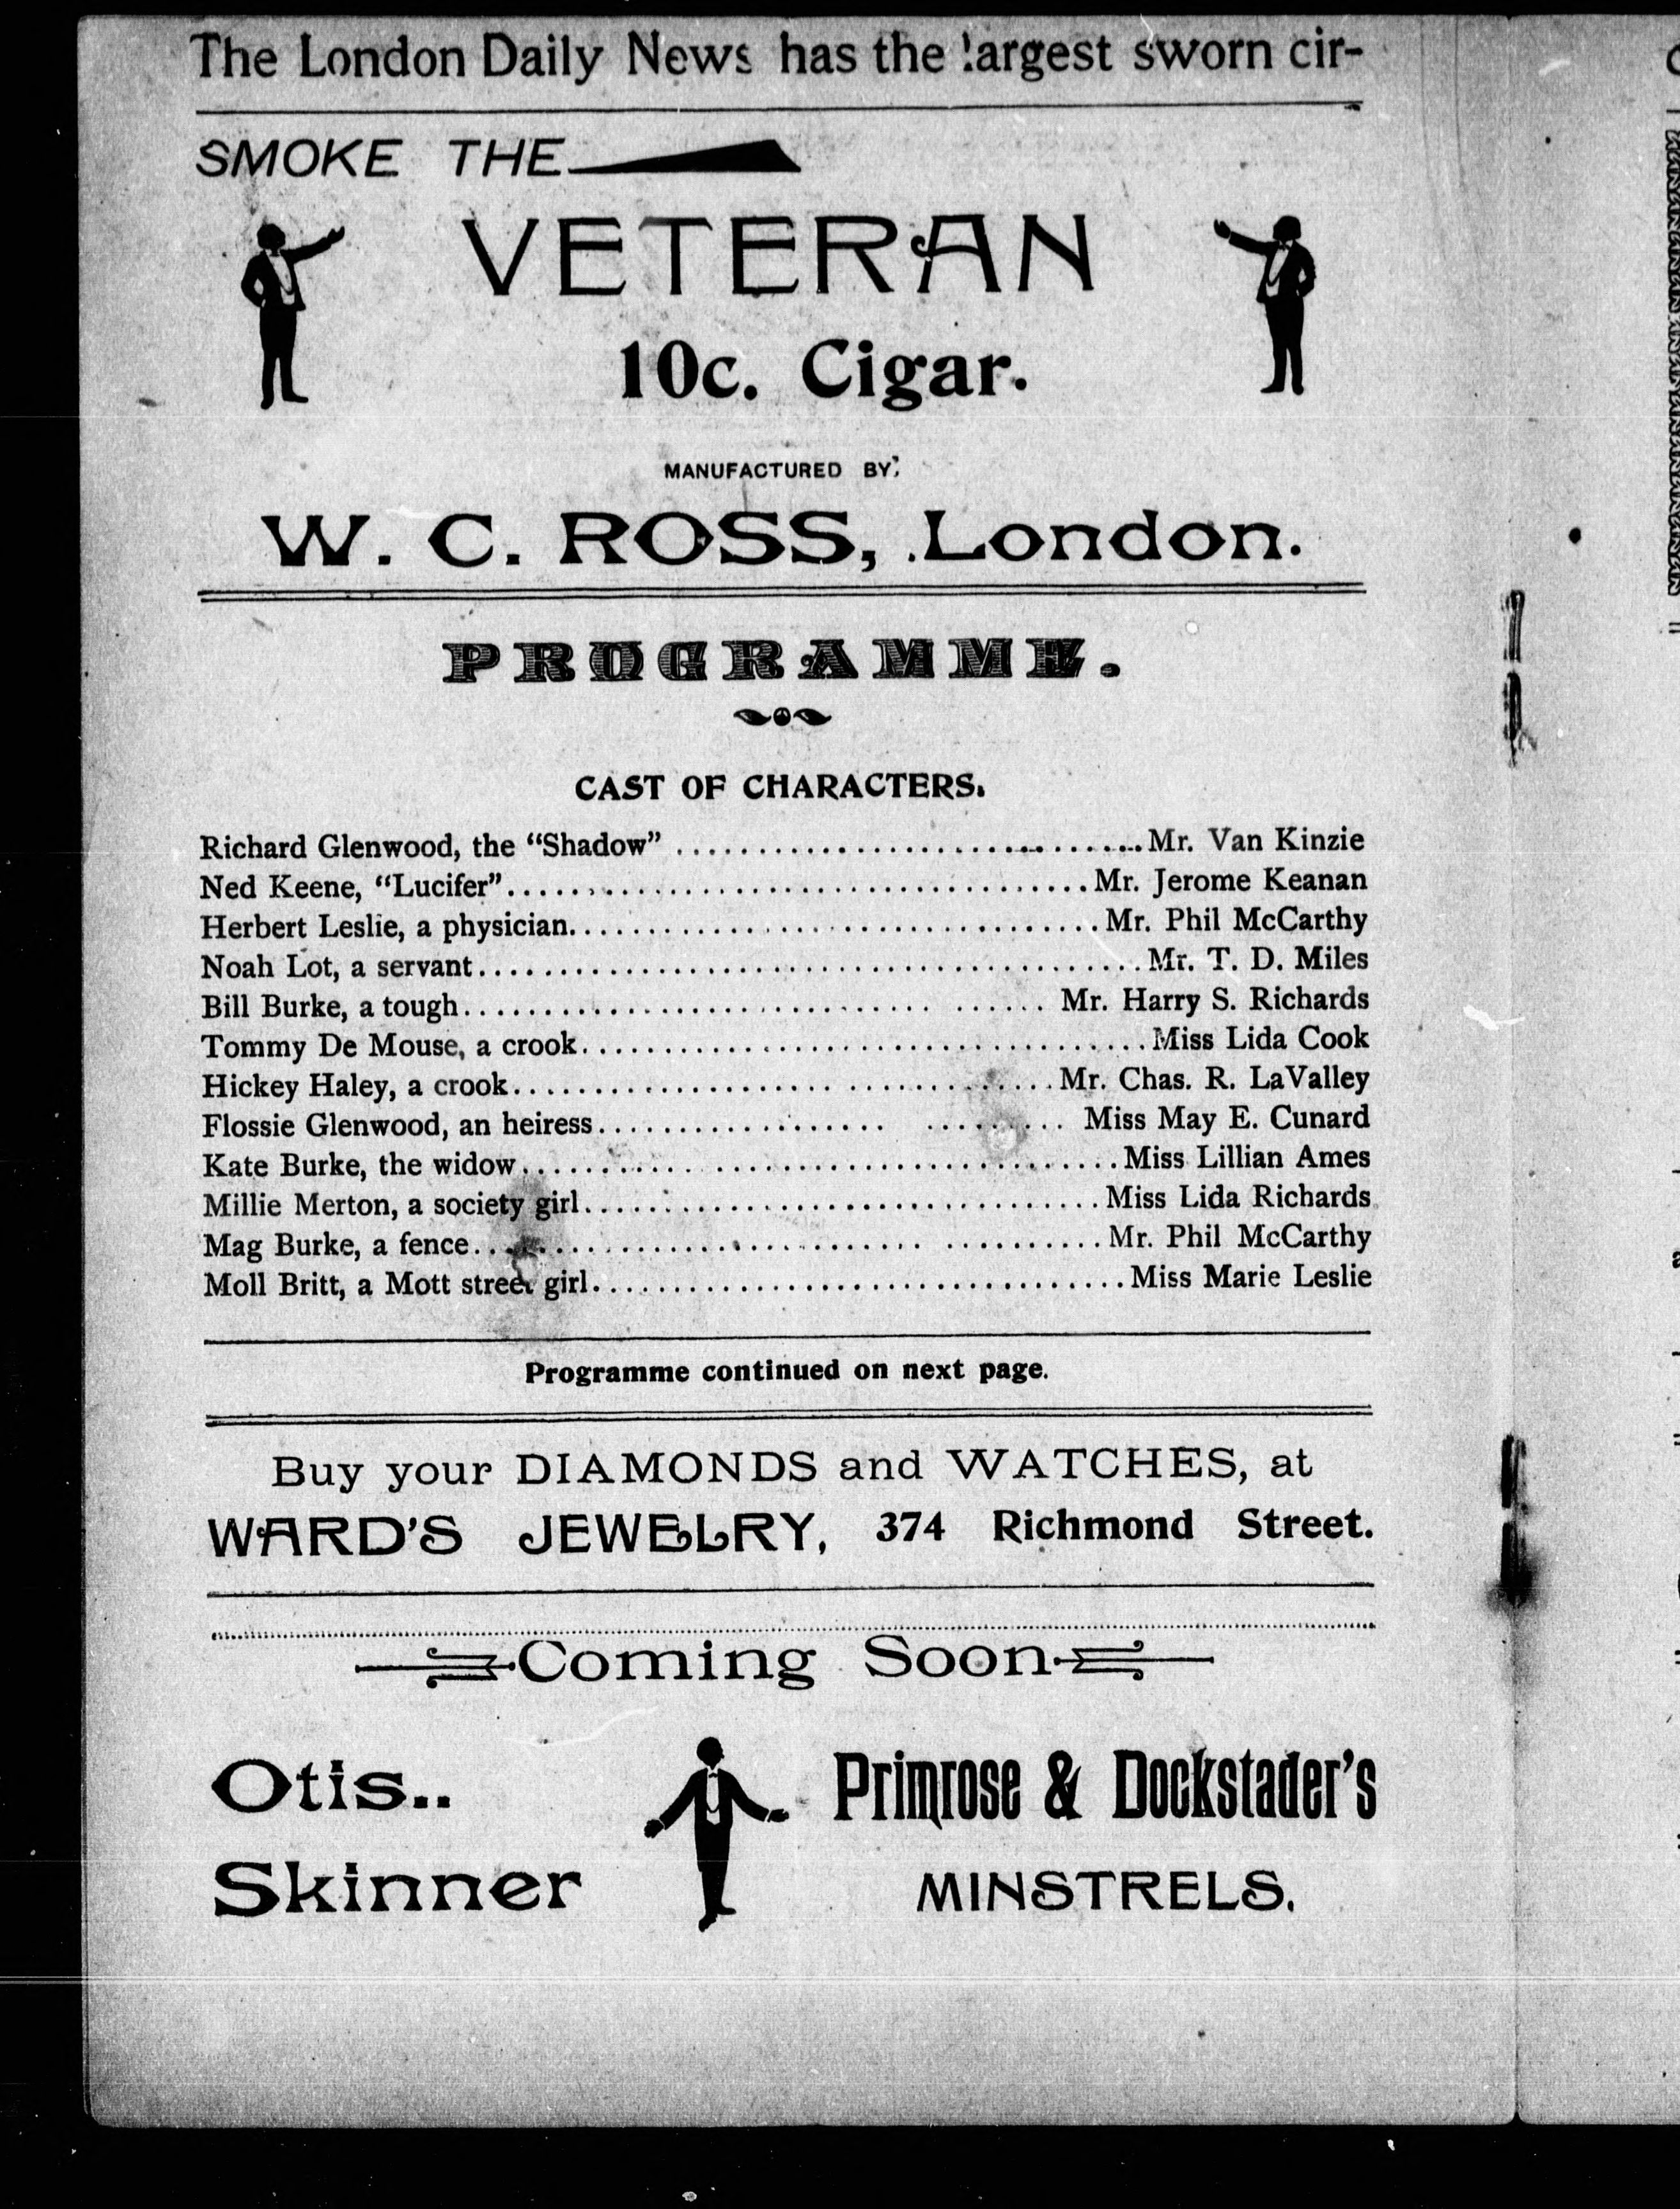 The London Daily News has the largest sworn cir-
SMOKE THE
VETERAN
10c. Cigar.
MANUFACTURED BY:
W. C. ROSS, London.
PROGRAMME.
CAST OF CHARACTERS.
Richard Glenwood, the “Shadow” ................................Mr. Van Kinzie
Ned Keene, “Lucifer”.....................................Mr. Jerome Keanan
Herbert Leslie, a physician..................................Mr. Phil McCarthy
Noah Lot, a servant..........................................Mr. T. D. Miles
Bill Burke, a tough.............................. ...... Mr. Harry S. Richards
Tommy De Mouse, a crook....................................Miss Lida Cook
Hickey Haley, a crook..................................Mr. Chas. R. LaValley
Flossie Glenwood, an heiress.................. ......... Miss May E. Cunard
Kate Burke, the widow......................................Miss Lillian Ames
Millie Merton, a society girl.................................Miss Lida Richards
Mag Burke, a fence............................. ..........Mr. Phil McCarthy
Moll Britt, a Mott street girl..................................Miss Marie Leslie
Programme continued on next page.
Buy your DIAMONDS and WATCHES, at
WARD'S JEWELRY, 374 Richmond Street.
Coming Soon
Otis.. Primrose & Dockstader's
Skinner MINSTRELS.